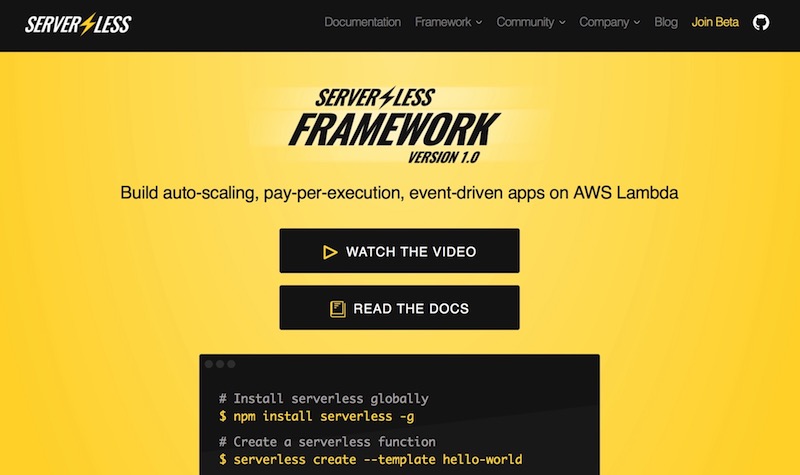 SERVERLESS Documentation Framework Community Company Blog Join Beta
SERVERLESS
FRAMEWORK
VERSION 1.0
Build auto-scaling, pay-per-execution, event-driven apps on AWS Lambda
WATCH THE VIDEO
READ THE DOCS
# Install serverless globally
$ npm install serverless -g
# Create a serverless function
$ serverless create --template hello-world